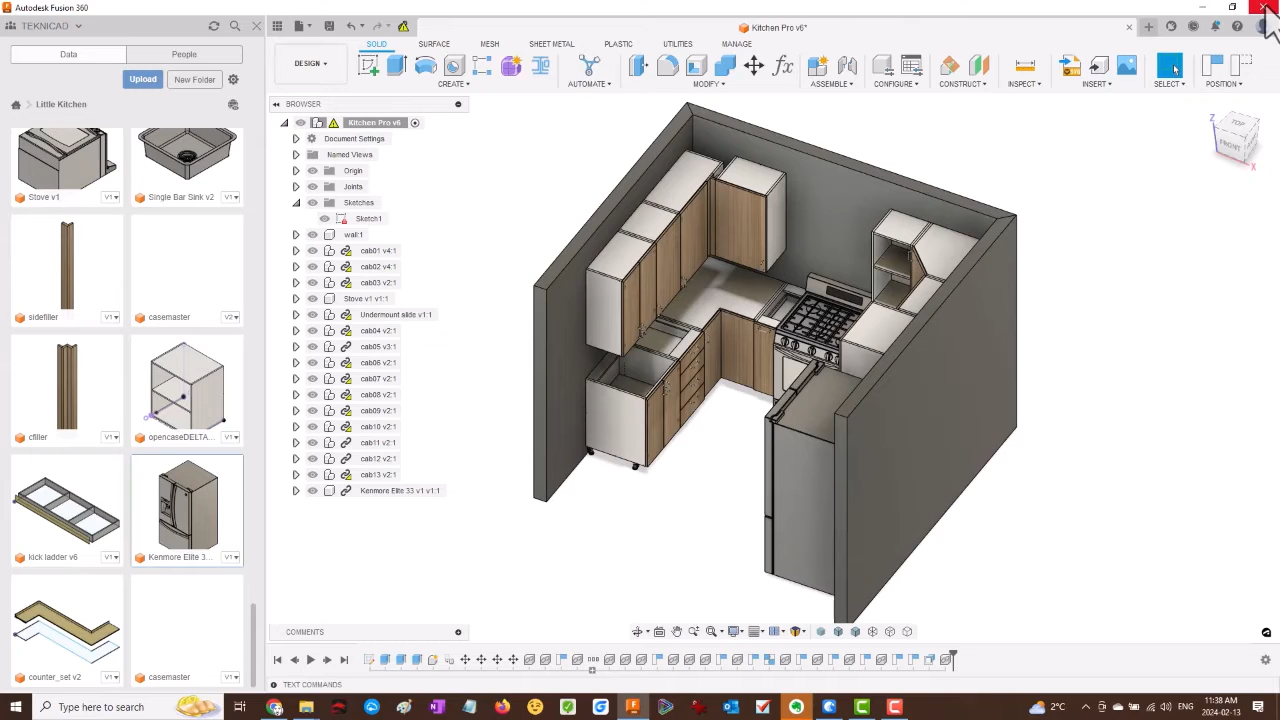 Autodesk Fusion 360
TEKNICAD
Kitchen Pro v6*
Data
People
SOLID
SURFACE
MESH
SHEET METAL
PLASTIC
UTILITIES
MANAGE
DESIGN
Upload
New Folder
CREATE
AUTOMATE
MODIFY
ASSEMBLE
CONFIGURE
CONSTRUCT
INSPECT
INSERT
SELECT
POSITION
Little Kitchen
BROWSER
Kitchen Pro v6
Document Settings
Named Views
Origin
Joints
Sketches
Sketch1
wall:1
cab01 v4:1
cab02 v4:1
cab03 v2:1
Stove v1 v1:1
Undermount slide v1:1
cab04 v2:1
cab05 v3:1
cab06 v2:1
cab07 v2:1
cab08 v2:1
cab09 v2:1
cab10 v2:1
cab11 v2:1
cab12 v2:1
cab13 v2:1
Kenmore Elite 33 v1 v1:1
Z
TOP
FRONT
X
Stove v1
V1
Single Bar Sink v2
V1
sidefiller
V1
casemaster
V2
cfiller
V1
opencaseDELTA...
V1
kick ladder v6
V1
Kenmore Elite 3...
V1
counter_set v2
V1
casemaster
V1
COMMENTS
TEXT COMMANDS
Type here to search
2°C
11:38 AM
2024-02-13